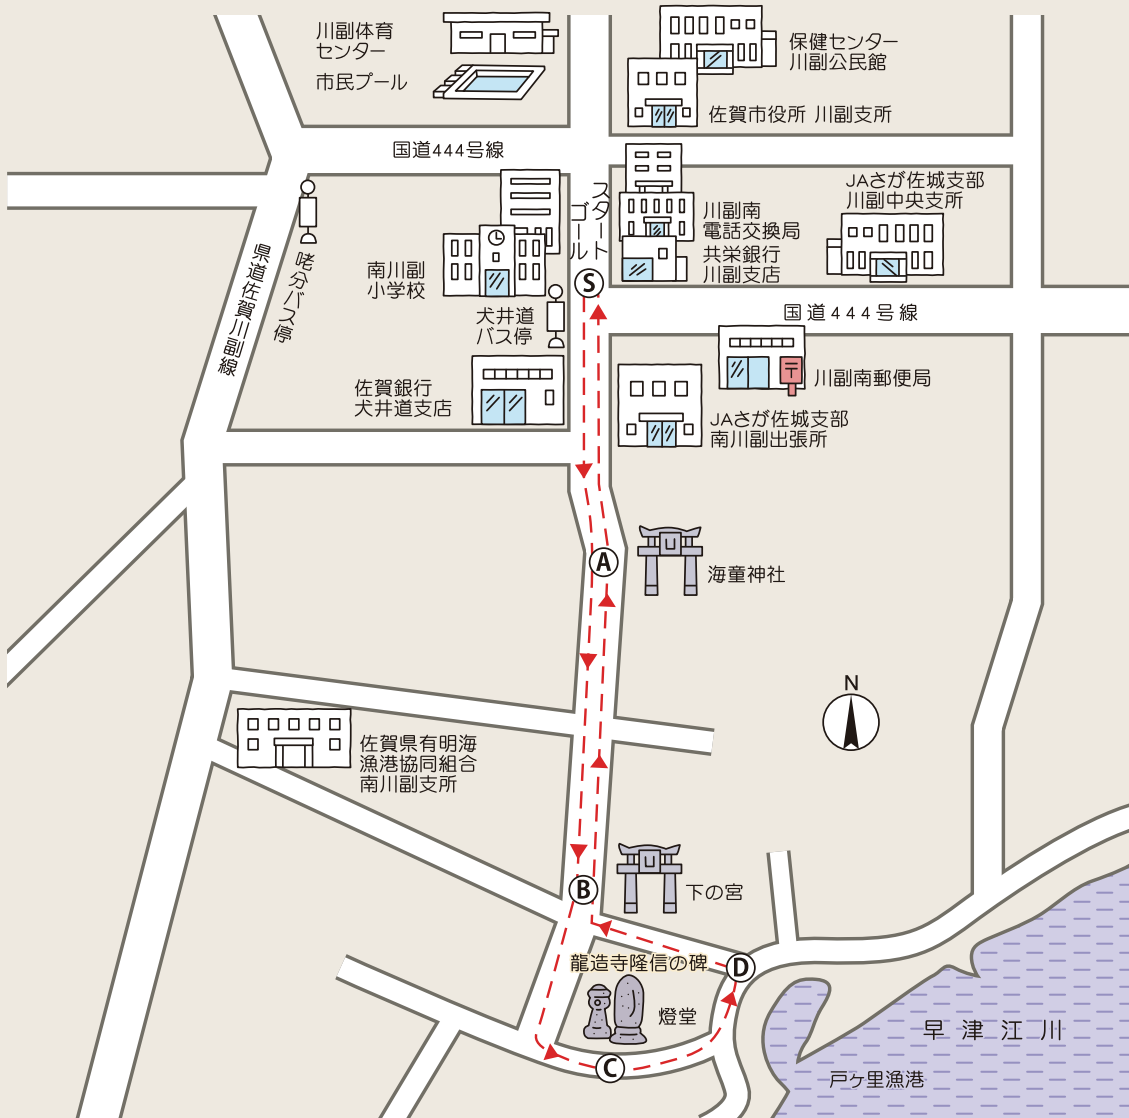 川副体育
センター
市民プール
保健センター
川副公民館
佐賀市役所 川副支所
国道444号線
スタート
ゴール
川副南
電話交換局
共栄銀行
川副支店
JAさが佐城支部
川副中央支所
県道佐賀川副線
咾分バス停
南川副
小学校
犬井道
バス停
S
国道444号線
佐賀銀行
犬井道支店
川副南郵便局
JAさが佐城支部
南川副出張所
A
海童神社
N
佐賀県有明海
漁港協同組合
南川副支所
B
下の宮
龍造寺隆信の碑
D
燈堂
C
早津江川
戸ヶ里漁港